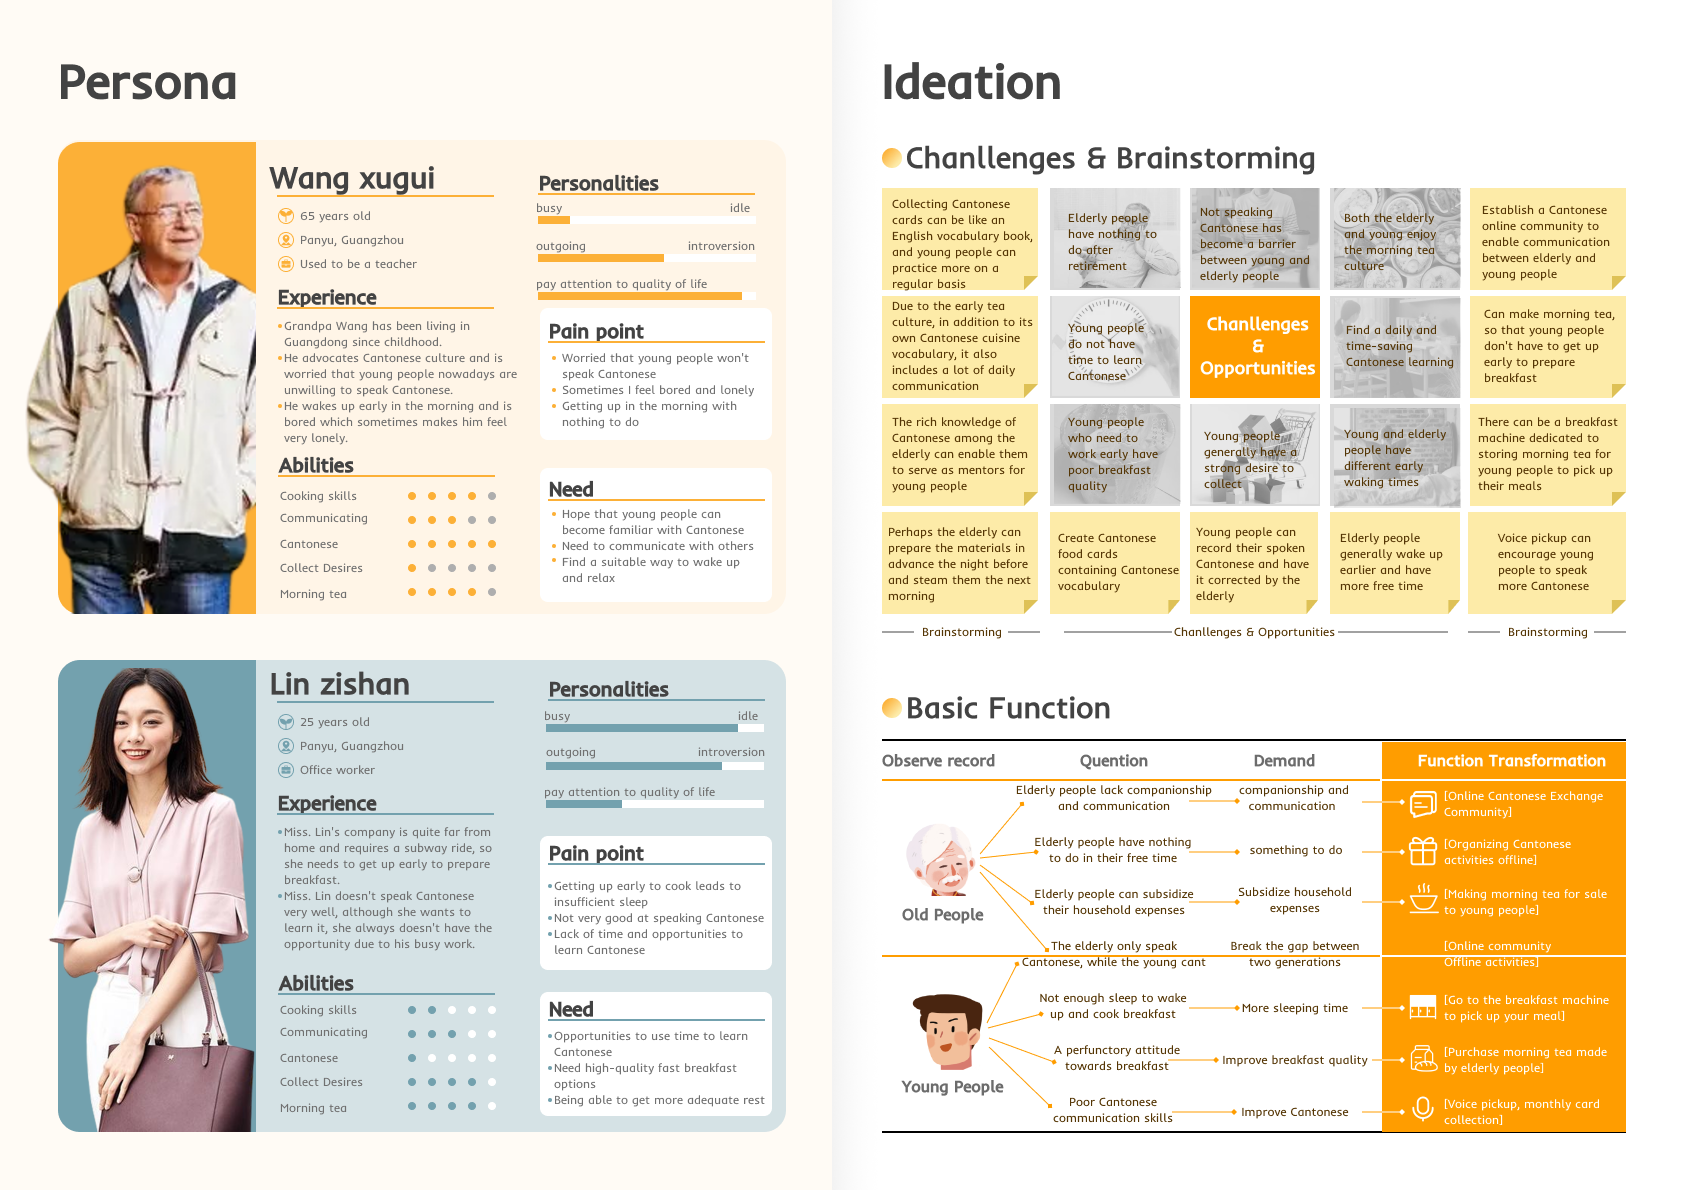 Persona
Wang xugui
65 years old
Panyu, Guangzhou
Used to be a teacher
Experience
•Grandpa Wang has been living in
Guangdong since childhood.
•He advocates Cantonese culture and is
worried that young people nowadays are
unwilling to speak Cantonese.
•He wakes up early in the morning and is
bored which sometimes makes him feel
very lonely.
Abilities
Cooking skills
Communicating
Cantonese
Collect Desires
Morning tea
Personalities
busy idle
outgoing introversion
pay attention to quality of life
Pain point
• Worried that young people won't
speak Cantonese
• Sometimes I feel bored and lonely
• Getting up in the morning with
nothing to do
Need
• Hope that young people can
become familiar with Cantonese
• Need to communicate with others
• Find a suitable way to wake up
and relax
Lin zishan
25 years old
Panyu, Guangzhou
Office worker
Experience
•Miss. Lin's company is quite far from
home and requires a subway ride, so
she needs to get up early to prepare
breakfast.
•Miss. Lin doesn't speak Cantonese
very well, although she wants to
learn it, she always doesn't have the
opportunity due to his busy work.
Abilities
Cooking skills
Communicating
Cantonese
Collect Desires
Morning tea
Personalities
busy idle
outgoing introversion
pay attention to quality of life
Pain point
•Getting up early to cook leads to
insufficient sleep
•Not very good at speaking Cantonese
•Lack of time and opportunities to
learn Cantonese
Need
•Opportunities to use time to learn
Cantonese
•Need high-quality fast breakfast
options
•Being able to get more adequate rest
Ideation
Chanllenges & Brainstorming
Collecting Cantonese
cards can be like an
English vocabulary book,
and young people can
practice more on a
regular basis
Elderly people
have nothing to
do after
retirement
Not speaking
Cantonese has
become a barrier
between young and
elderly people
Both the elderly
and young enjoy
the morning tea
culture
Establish a Cantonese
online community to
enable communication
between elderly and
young people
Due to the early tea
culture, in addition to its
own Cantonese cuisine
vocabulary, it also
includes a lot of daily
communication
Young people
do not have
time to learn
Cantonese
Chanllenges
&
Opportunities
Find a daily and
time-saving
Cantonese learning
Can make morning tea,
so that young people
don't have to get up
early to prepare
breakfast
The rich knowledge of
Cantonese among the
elderly can enable them
to serve as mentors for
young people
Young people
who need to
work early have
poor breakfast
quality
Young people
generally have a
strong desire to
collect
Young and elderly
people have
different early
waking times
There can be a breakfast
machine dedicated to
storing morning tea for
young people to pick up
their meals
Perhaps the elderly can
prepare the materials in
advance the night before
and steam them the next
morning
Create Cantonese
food cards
containing Cantonese
vocabulary
Young people can
record their spoken
Cantonese and have
it corrected by the
elderly
Elderly people
generally wake up
earlier and have
more free time
Voice pickup can
encourage young
people to speak
more Cantonese
Brainstorming Chanllenges & Opportunities Brainstorming
Basic Function
Observe record Quention Demand Function Transformation
Old People
Elderly people lack companionship
and communication
companionship and
communication
[Online Cantonese Exchange
Community]
Elderly people have nothing
to do in their free time
something to do
[Organizing Cantonese
activities offline]
Elderly people can subsidize
their household expenses
Subsidize household
expenses
[Making morning tea for sale
to young people]
The elderly only speak
Cantonese, while the young cant
Break the gap between
two generations
[Online community
Offline activities]
Young People
Not enough sleep to wake
up and cook breakfast
More sleeping time
[Go to the breakfast machine
to pick up your meal]
A perfunctory attitude
towards breakfast
Improve breakfast quality
[Purchase morning tea made
by elderly people]
Poor Cantonese
communication skills
Improve Cantonese
[Voice pickup, monthly card
collection]